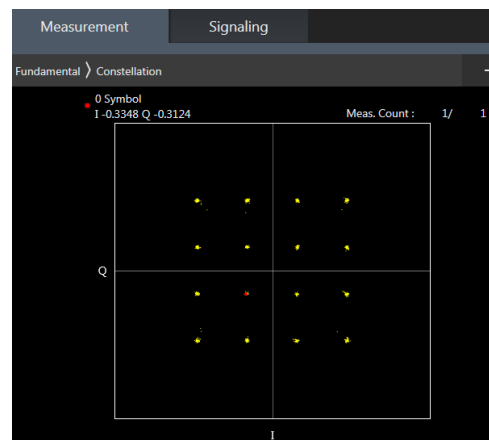 Measurement Signaling
Fundamental 〉 Constellation
0 Symbol
I -0.3348 Q -0.3124 Meas. Count : 1/ 1
Q
I